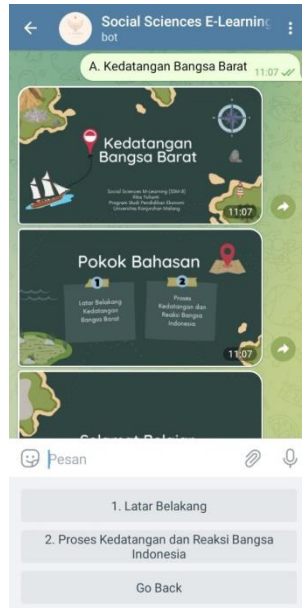 Social Sciences E-Learning
bot
A. Kedatangan Bangsa Barat 11:07
Kedatangan
Bangsa Barat
Social Sciences M-Learning (SSM-B)
Program Studi Pendidikan Ekonomi
Universitas Kanjuruhan Malang
11:07
Pokok Bahasan
1
2
Latar Belakang
Kedatangan
Bangsa Barat
Proses
Kedatangan dan
Reaksi Bangsa
Indonesia
11:07
Selamat Belajar
Pesan
1. Latar Belakang
2. Proses Kedatangan dan Reaksi Bangsa
Indonesia
Go Back